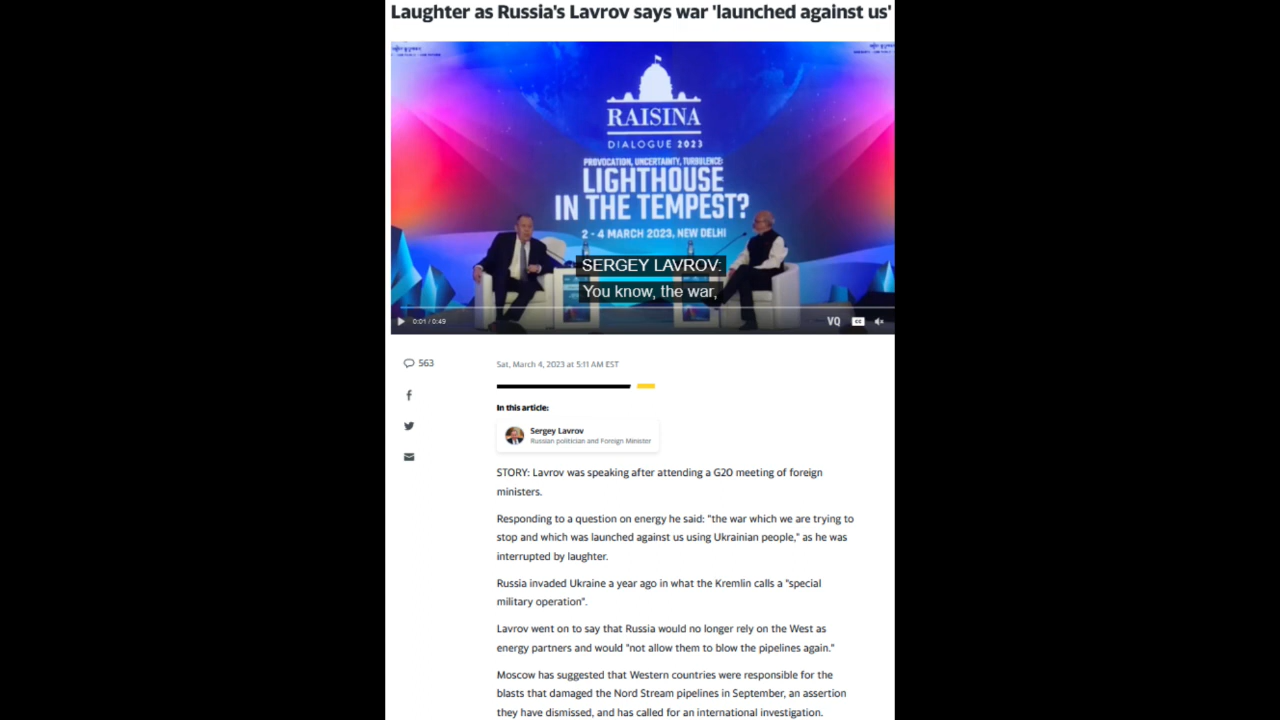 Laughter as Russia's Lavrov says war 'launched against us'
RAISINA
DIALOGUE 2023
PROVOCATION, UNCERTAINTY, TURBULENCE:
LIGHTHOUSE
IN THE TEMPEST?
2 - 4 MARCH 2023, NEW DELHI
SERGEY LAVROV:
You know, the war,
0:01 / 0:49
VQ
CC
563
Sat, March 4, 2023 at 5:11 AM EST
In this article:
Sergey Lavrov
Russian politician and Foreign Minister
STORY: Lavrov was speaking after attending a G20 meeting of foreign
ministers.
Responding to a question on energy he said: "the war which we are trying to
stop and which was launched against us using Ukrainian people," as he was
interrupted by laughter.
Russia invaded Ukraine a year ago in what the Kremlin calls a "special
military operation".
Lavrov went on to say that Russia would no longer rely on the West as
energy partners and would "not allow them to blow the pipelines again."
Moscow has suggested that Western countries were responsible for the
blasts that damaged the Nord Stream pipelines in September, an assertion
they have dismissed, and has called for an international investigation.